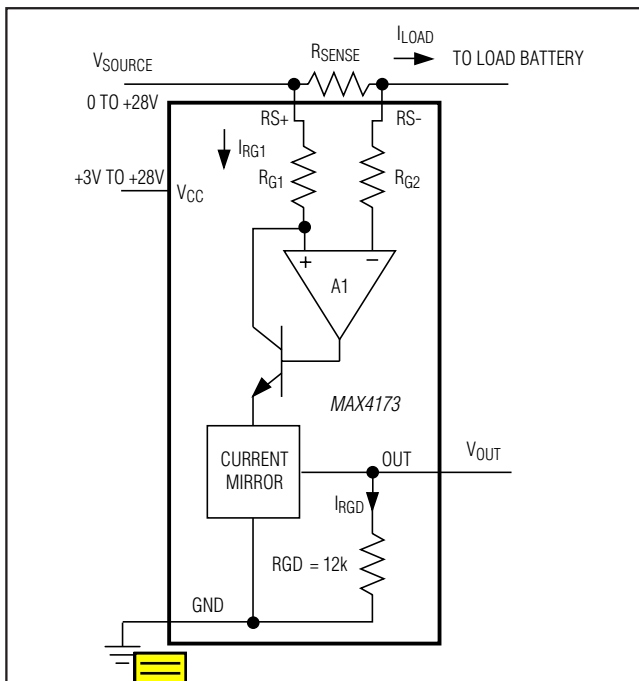 ILOAD
RSENSE
TO LOAD BATTERY
VSOURCE
0 TO +28V
RS+
RS-
IRG1
+3V TO +28V
VCC
RG1
RG2
+
−
A1
MAX4173
CURRENT
MIRROR
OUT
VOUT
IRGD
RGD = 12k
GND